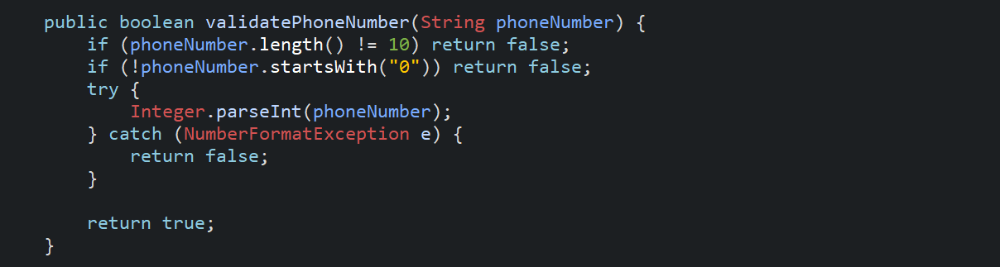 public boolean validatePhoneNumber(String phoneNumber) {
    if (phoneNumber.length() != 10) return false;
    if (!phoneNumber.startsWith("0")) return false;
    try {
        Integer.parseInt(phoneNumber);
    } catch (NumberFormatException e) {
        return false;
    }

    return true;
}